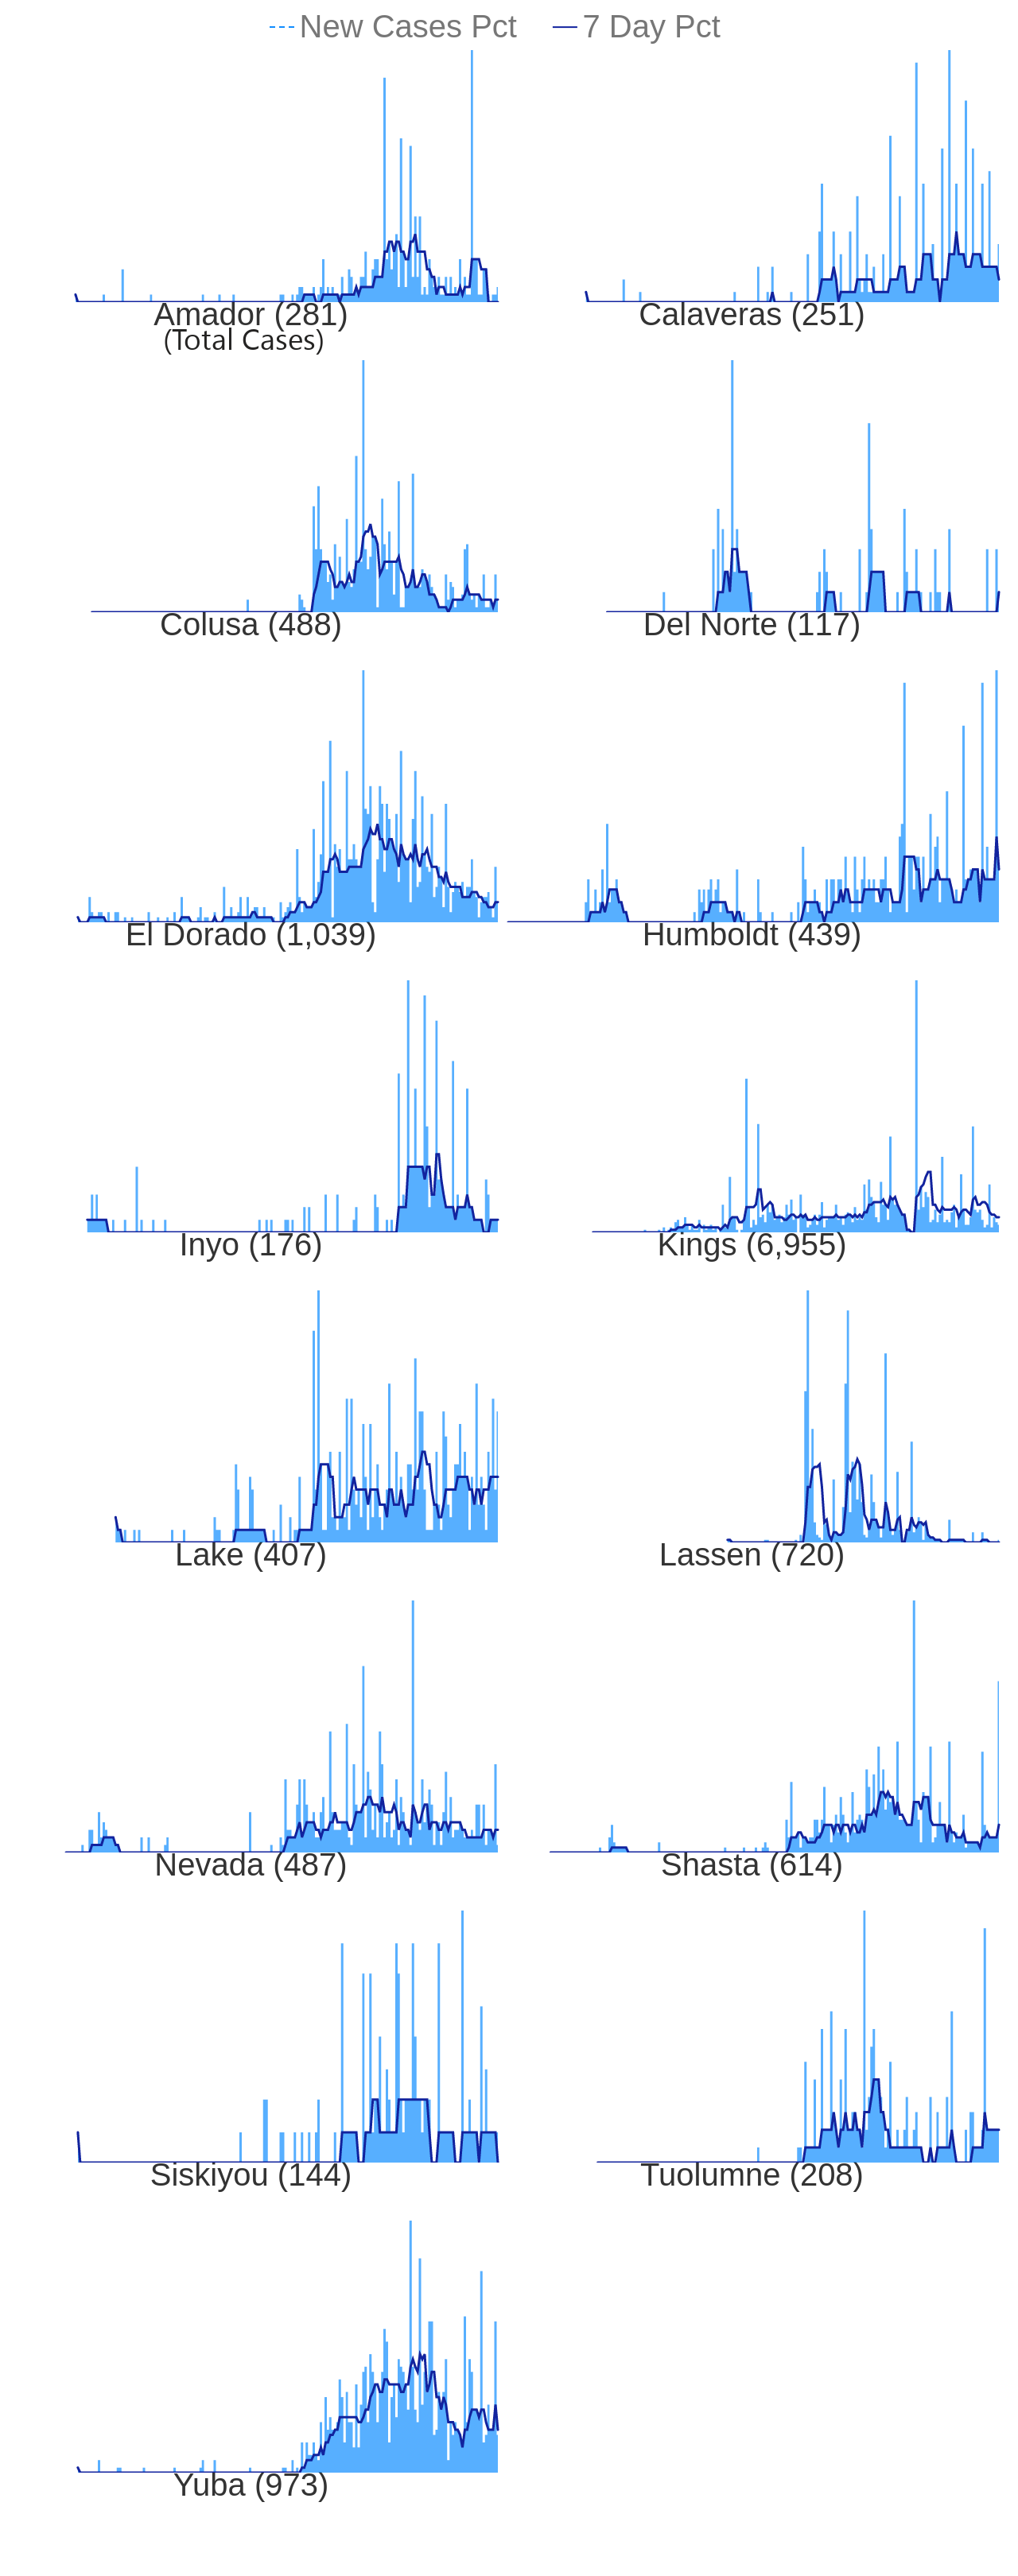 New Cases Pct 7 Day Pct
Amador (281) Calaveras (251)
(Total Cases)
Colusa (488) Del Norte (117)
El Dorado (1,039) Humboldt (439)
Inyo (176) Kings (6,955)
Lake (407) Lassen (720)
Nevada (487) Shasta (614)
Siskiyou (144) Tuolumne (208)
Yuba (973)